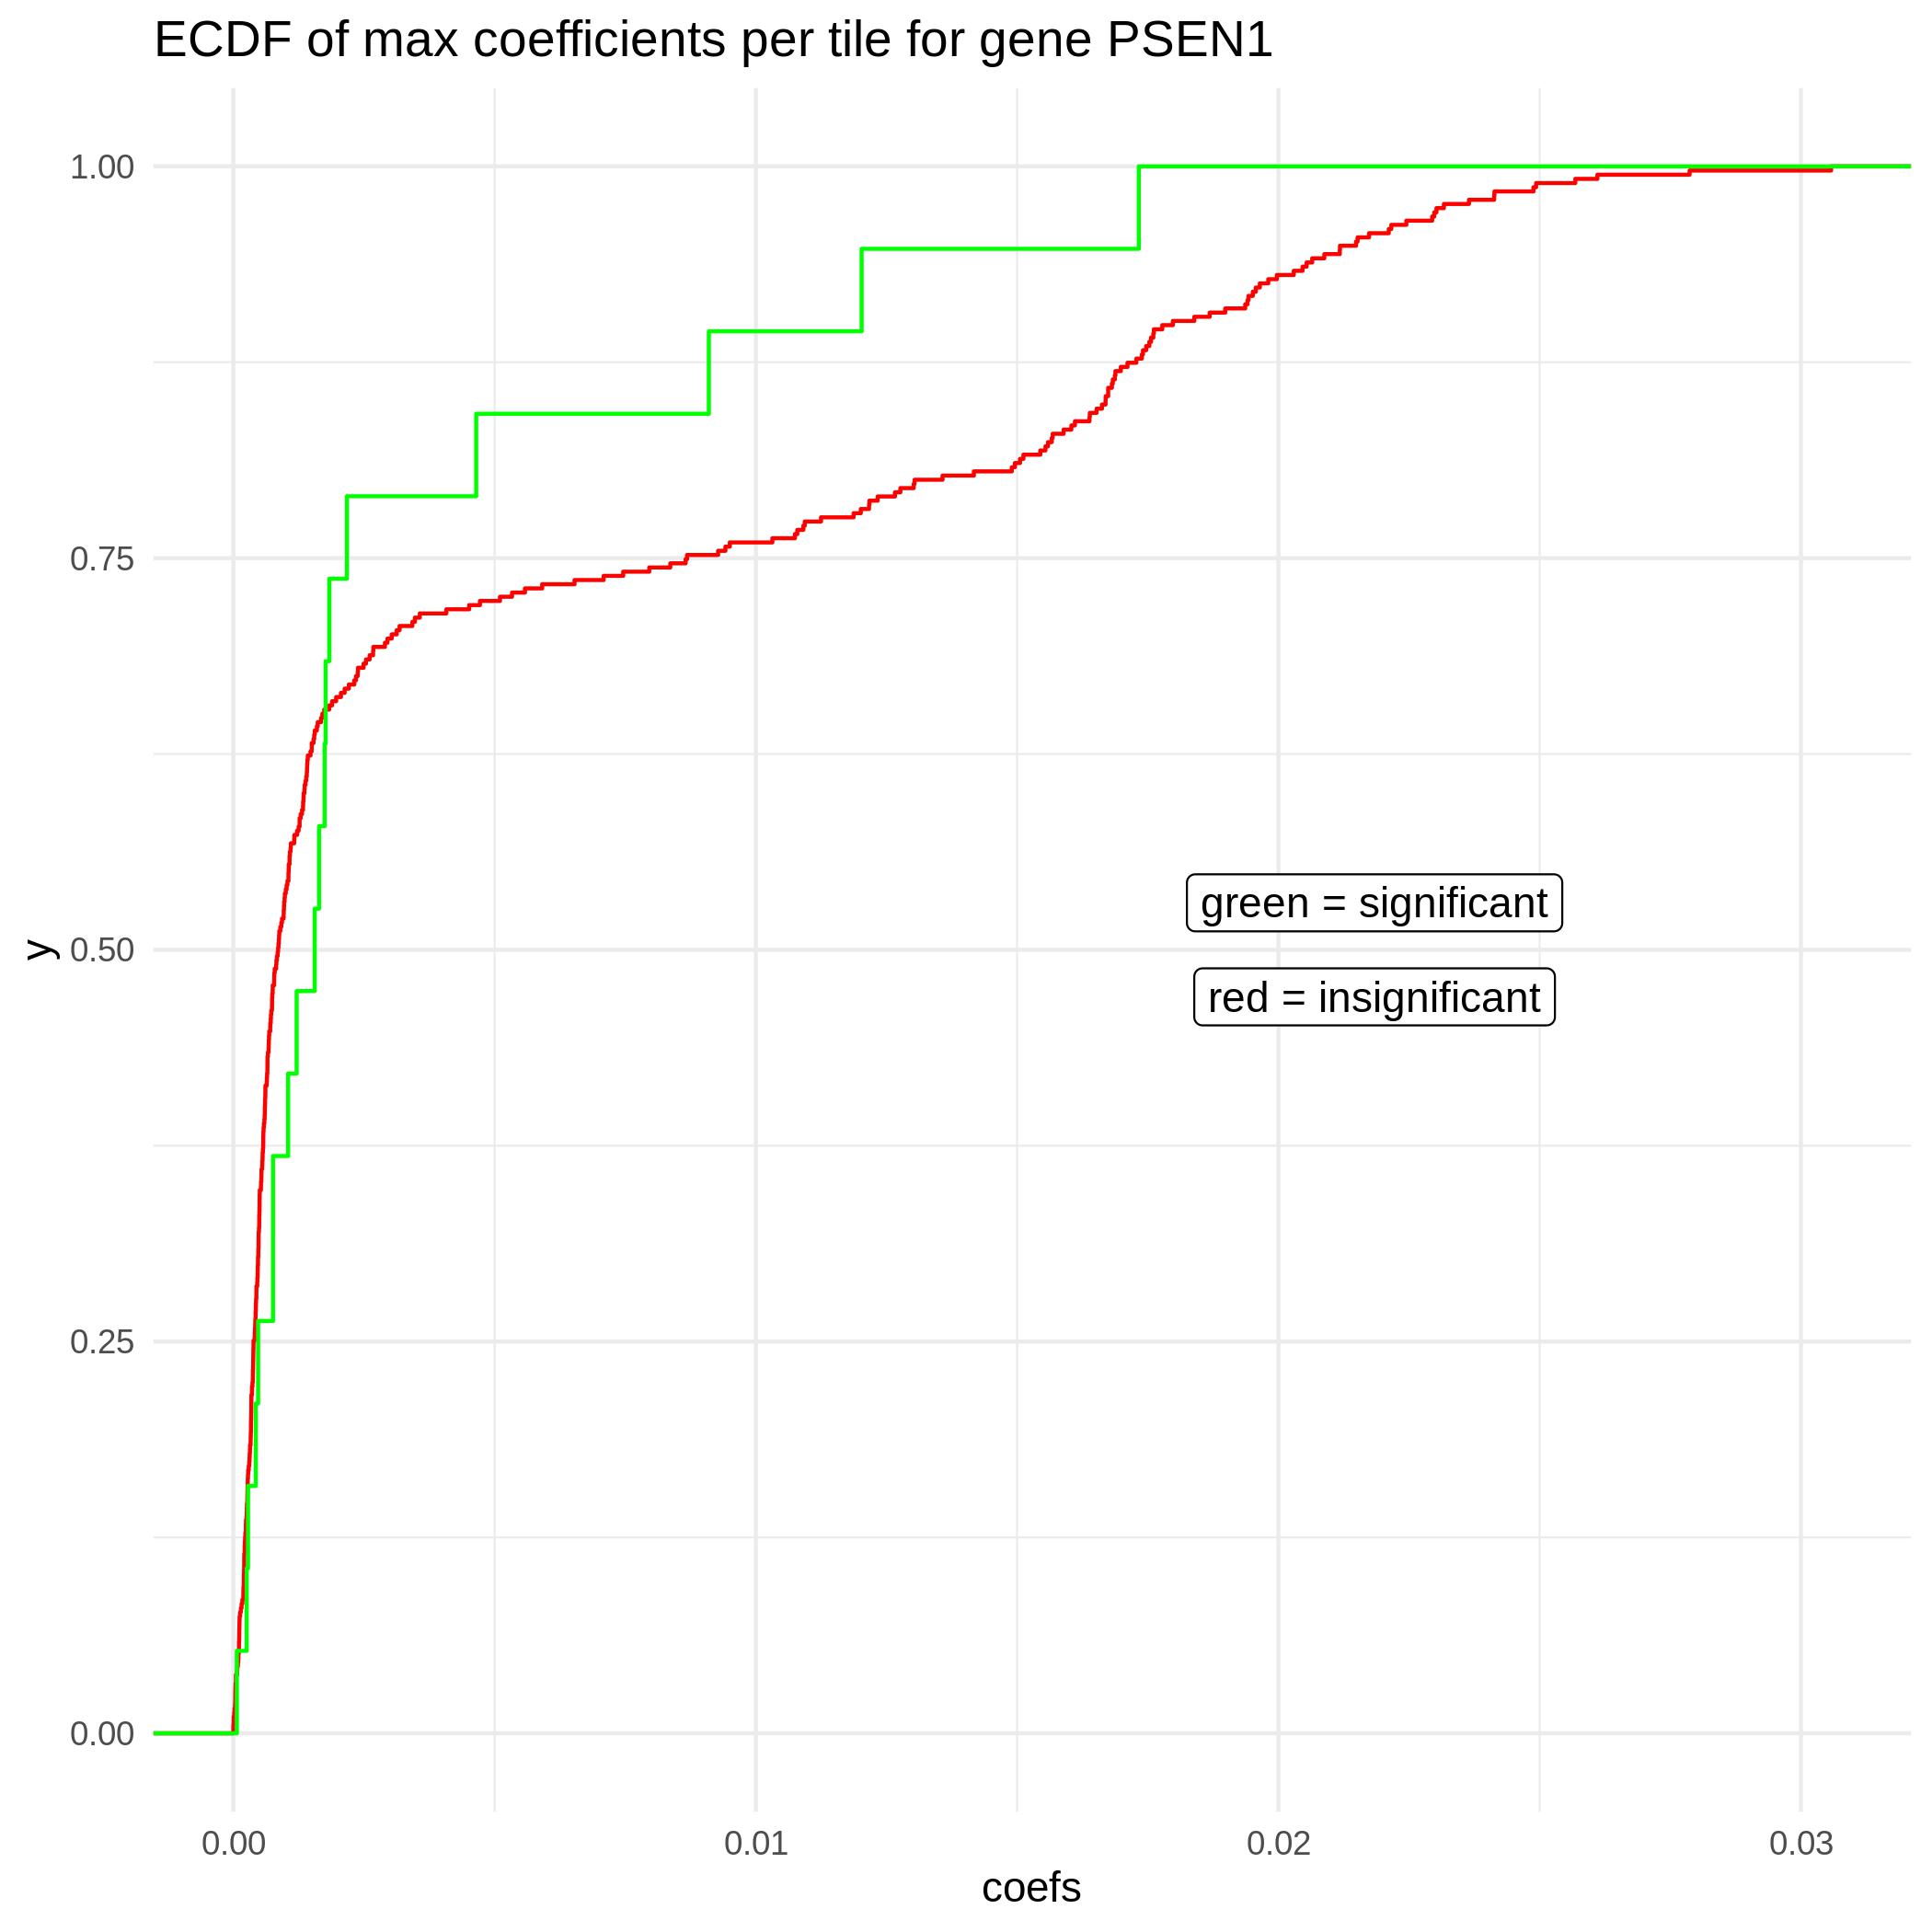 ECDF of max coefficients per tile for gene PSEN1
1.00
0.75
0.50
0.25
0.00
y
green = significant
red = insignificant
0.00 0.01 0.02 0.03
coefs